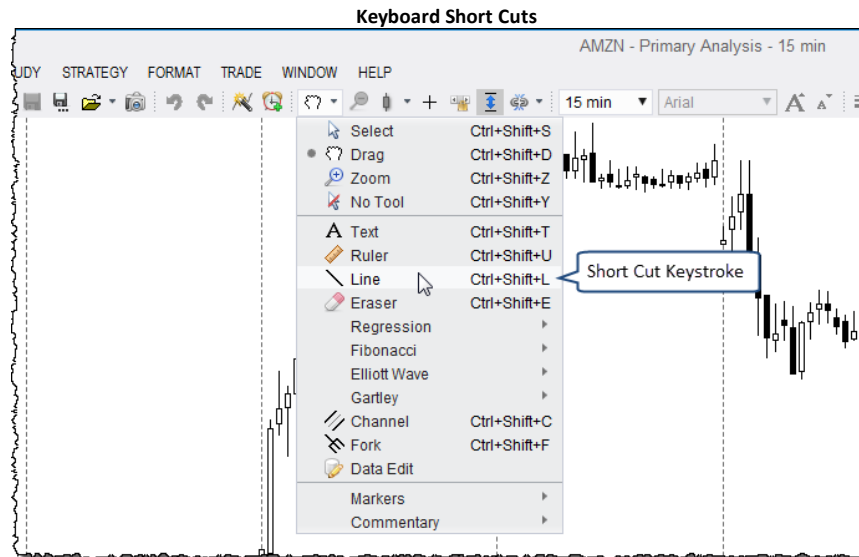 Keyboard Short Cuts
AMZN - Primary Analysis - 15 min
UDY STRATEGY FORMAT TRADE WINDOW HELP
15 min Arial A A
Select Ctrl+Shift+S
Drag Ctrl+Shift+D
Zoom Ctrl+Shift+Z
No Tool Ctrl+Shift+Y
A Text Ctrl+Shift+T
Ruler Ctrl+Shift+U
Line Ctrl+Shift+L
Short Cut Keystroke
Eraser Ctrl+Shift+E
Regression
Fibonacci
Elliott Wave
Gartley
Channel Ctrl+Shift+C
Fork Ctrl+Shift+F
Data Edit
Markers
Commentary